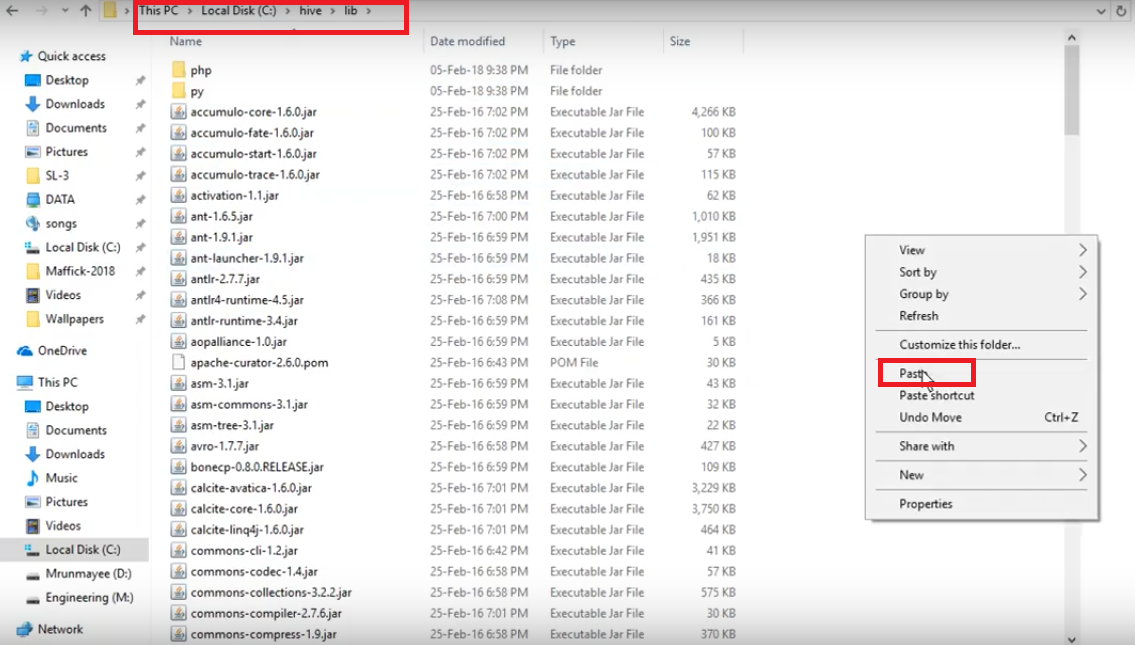 This PC > Local Disk (C:) > hive > lib >
Name Date modified Type Size
Quick access
Desktop
Downloads
Documents
Pictures
SL-3
DATA
songs
Local Disk (C:)
Maffick-2018
Videos
Wallpapers
OneDrive
This PC
Desktop
Documents
Downloads
Music
Pictures
Videos
Local Disk (C:)
Mrunmayee (D:)
Engineering (M:)
Network
php 05-Feb-18 9:38 PM File folder
py 05-Feb-18 9:38 PM File folder
accumulo-core-1.6.0.jar 25-Feb-16 7:02 PM Executable Jar File 4,266 KB
accumulo-fate-1.6.0.jar 25-Feb-16 7:02 PM Executable Jar File 100 KB
accumulo-start-1.6.0.jar 25-Feb-16 7:02 PM Executable Jar File 57 KB
accumulo-trace-1.6.0.jar 25-Feb-16 7:02 PM Executable Jar File 115 KB
activation-1.1.jar 25-Feb-16 6:58 PM Executable Jar File 62 KB
ant-1.6.5.jar 25-Feb-16 7:00 PM Executable Jar File 1,010 KB
ant-1.9.1.jar 25-Feb-16 6:59 PM Executable Jar File 1,951 KB
ant-launcher-1.9.1.jar 25-Feb-16 6:59 PM Executable Jar File 18 KB
antlr-2.7.7.jar 25-Feb-16 6:59 PM Executable Jar File 435 KB
antlr4-runtime-4.5.jar 25-Feb-16 7:08 PM Executable Jar File 366 KB
antlr-runtime-3.4.jar 25-Feb-16 6:59 PM Executable Jar File 161 KB
aopalliance-1.0.jar 25-Feb-16 6:59 PM Executable Jar File 5 KB
apache-curator-2.6.0.pom 25-Feb-16 6:43 PM POM File 30 KB
asm-3.1.jar 25-Feb-16 6:59 PM Executable Jar File 43 KB
asm-commons-3.1.jar 25-Feb-16 6:59 PM Executable Jar File 32 KB
asm-tree-3.1.jar 25-Feb-16 6:59 PM Executable Jar File 22 KB
avro-1.7.7.jar 25-Feb-16 6:58 PM Executable Jar File 427 KB
bonecp-0.8.0.RELEASE.jar 25-Feb-16 6:59 PM Executable Jar File 109 KB
calcite-avatica-1.6.0.jar 25-Feb-16 7:01 PM Executable Jar File 3,229 KB
calcite-core-1.6.0.jar 25-Feb-16 7:01 PM Executable Jar File 3,750 KB
calcite-linq4j-1.6.0.jar 25-Feb-16 7:01 PM Executable Jar File 464 KB
commons-cli-1.2.jar 25-Feb-16 6:42 PM Executable Jar File 41 KB
commons-codec-1.4.jar 25-Feb-16 6:58 PM Executable Jar File 57 KB
commons-collections-3.2.2.jar 25-Feb-16 6:58 PM Executable Jar File 575 KB
commons-compiler-2.7.6.jar 25-Feb-16 7:01 PM Executable Jar File 30 KB
commons-compress-1.9.jar 25-Feb-16 6:58 PM Executable Jar File 370 KB
View
Sort by
Group by
Refresh
Customize this folder...
Paste
Paste shortcut
Undo Move Ctrl+Z
Share with
New
Properties